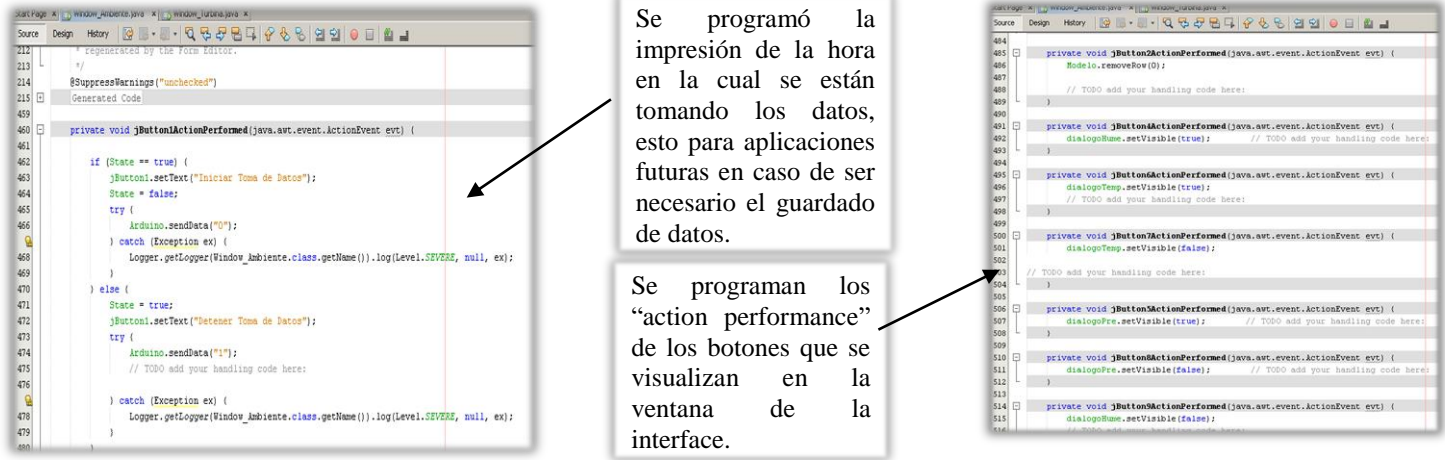 Start Page Window_Ambiente.java Window_Turbina.java
Source Design History
212 * regenerated by the Form Editor.
213 */
214 @SuppressWarnings("unchecked")
215 Generated Code
459
460 private void jButton1ActionPerformed(java.awt.event.ActionEvent evt) {
461
462 if (State == true) {
463 jButton1.setText("Iniciar Toma de Datos");
464 State = false;
465 try {
466 Arduino.sendData("0");
} catch (Exception ex) {
468 Logger.getLogger(Window_Ambiente.class.getName()).log(Level.SEVERE, null, ex);
469 }
470 } else {
471 State = true;
472 jButton1.setText("Detener Toma de Datos");
473 try {
474 Arduino.sendData("1");
475 // TODO add your handling code here:
476
} catch (Exception ex) {
478 Logger.getLogger(Window_Ambiente.class.getName()).log(Level.SEVERE, null, ex);
479 }
480 }
Se programó la
impresión de la hora
en la cual se están
tomando los datos,
esto para aplicaciones
futuras en caso de ser
necesario el guardado
de datos.
Se programan los
“action performance”
de los botones que se
visualizan en la
ventana de la
interface.
Start Page Window_Ambiente.java Window_Turbina.java
Source Design History
484
485 private void jButton2ActionPerformed(java.awt.event.ActionEvent evt) {
486 Modelo.removeRow(0);
487
488 // TODO add your handling code here:
489 }
490
491 private void jButton4ActionPerformed(java.awt.event.ActionEvent evt) {
492 dialogoHume.setVisible(true); // TODO add your handling code here:
493 }
494
495 private void jButton6ActionPerformed(java.awt.event.ActionEvent evt) {
496 dialogoTemp.setVisible(true);
497 // TODO add your handling code here:
498 }
499
500 private void jButton7ActionPerformed(java.awt.event.ActionEvent evt) {
501 dialogoTemp.setVisible(false);
502
503 // TODO add your handling code here:
504 }
505
506 private void jButton5ActionPerformed(java.awt.event.ActionEvent evt) {
507 dialogoPre.setVisible(true); // TODO add your handling code here:
508 }
509
510 private void jButton8ActionPerformed(java.awt.event.ActionEvent evt) {
511 dialogoPre.setVisible(false); // TODO add your handling code here:
512 }
513
514 private void jButton9ActionPerformed(java.awt.event.ActionEvent evt) {
515 dialogoHume.setVisible(false);
516 // TODO add your handling code here: